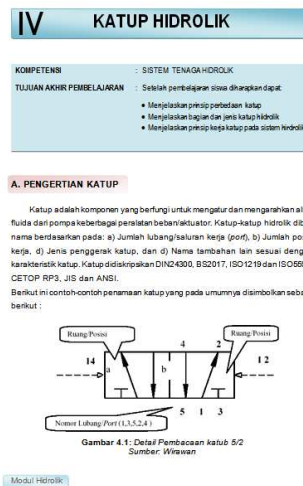 IV KATUP HIDROLIK
KOMPETENSI : SISTEM TENAGA HIDROLIK
TUJUAN AKHIR PEMBELAJARAN : Setelah pembelajaran siswa diharapkan dapat
• Menjelaskan prinsip perbedaan katup
• Menjelaskan bagian dan jenis katup hidrolik
• Menjelaskan prinsip kerja katup pada sistem hidrolik
A. PENGERTIAN KATUP
Katup adalah komponen yang berfungi untuk mengatur dan mengarahkan al
fluida dari pompa keberbagai peralatan beban/aktuator. Katup-katup hidrolik dib
nama berdasarkan pada: a) Jumlah lubang/saluran kerja (port), b) Jumlah po
kerja, d) Jenis penggerak katup, dan d) Nama tambahan lain sesuai deng
karakteristik katup. Katup didiskripsikan DIN24300, BS2017, ISO1219 dan ISO55
CETOP RP3, JIS dan ANSI.
Berikut ini contoh-contoh penamaan katup yang pada umumnya disimbolkan seba
berikut :
Ruang/Posisi
Ruang/Posisi
4 2
14
12
a
b
5 1 3
Nomor Lubang/Port (1,3,5,2,4 )
Gambar 4.1: Detail Pembacaan katub 5/2
Sumber: Wirawan
Modul Hidrolik